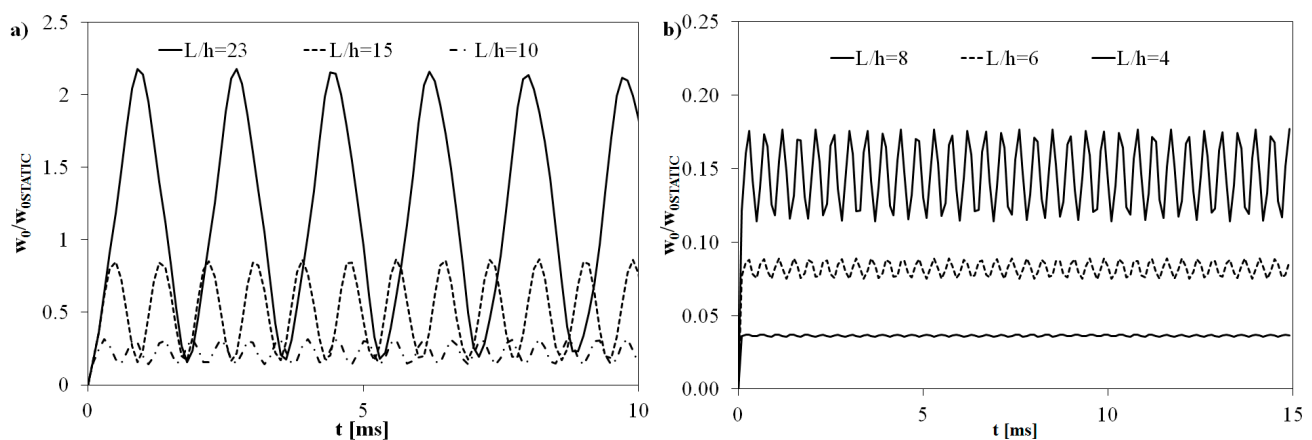 a)
L/h=23 L/h=15 L/h=10
2.5
2
1.5
1
0.5
0
w0/w0STATIC
0 5 10
t [ms]
b)
L/h=8 L/h=6 L/h=4
0.25
0.20
0.15
0.10
0.05
0.00
w0/w0STATIC
0 5 10 15
t [ms]